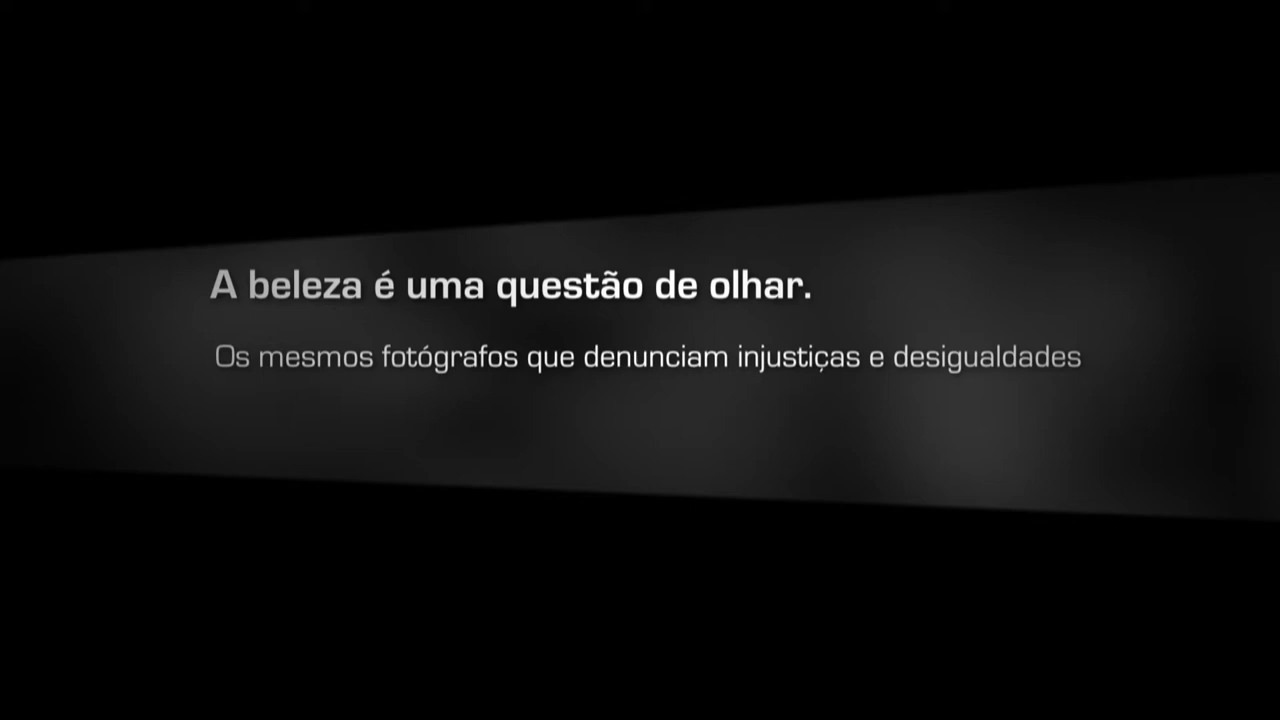 A beleza é uma questão de olhar.
Os mesmos fotógrafos que denunciam injustiças e desigualdades